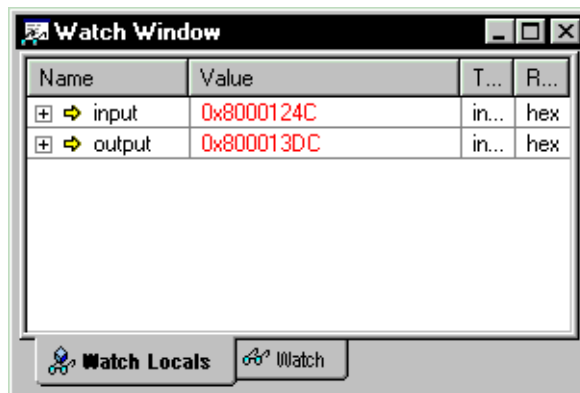 Watch Window
Name Value T... R...
input 0x8000124C in... hex
output 0x800013DC in... hex
Watch Locals Watch